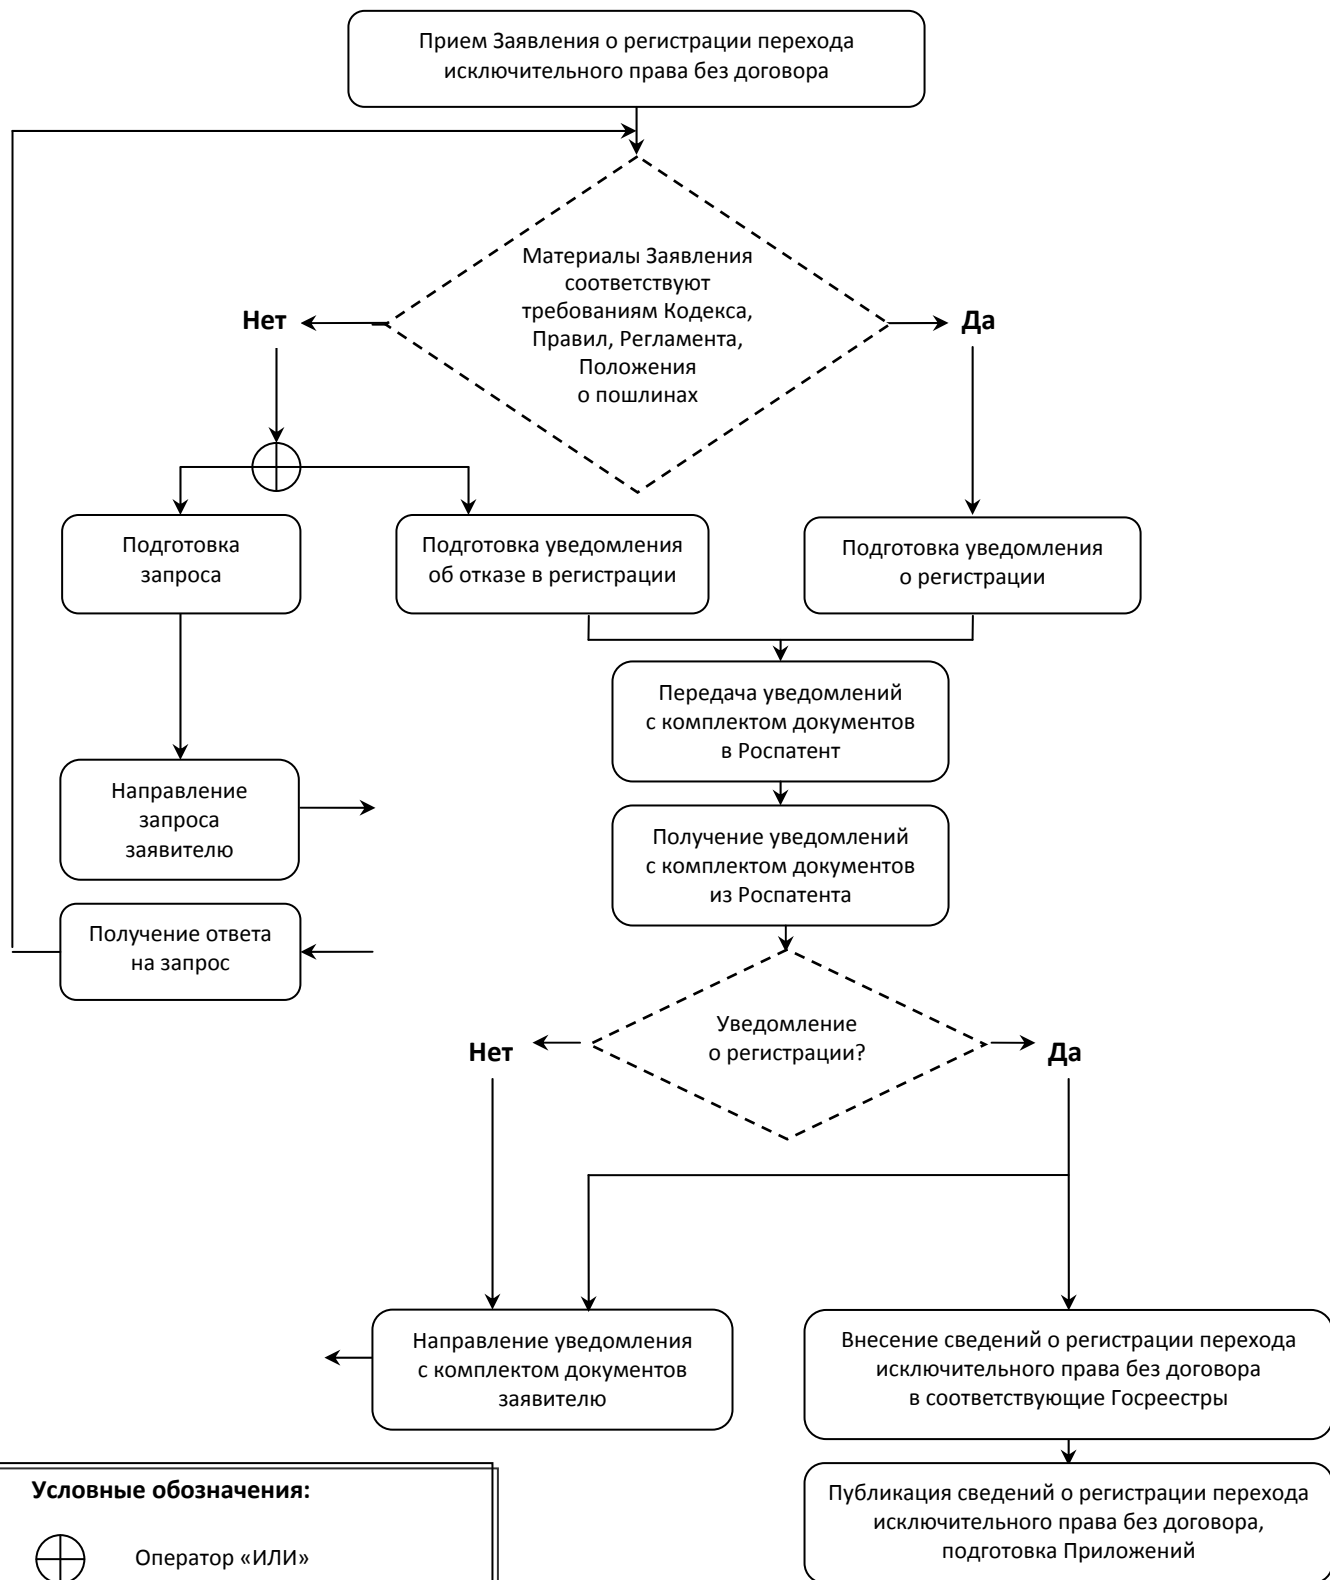 Прием Заявления о регистрации перехода
исключительного права без договора
Материалы Заявления
соответствуют
требованиям Кодекса,
Правил, Регламента,
Положения
о пошлинах
Нет
Да
Подготовка
запроса
Подготовка уведомления
об отказе в регистрации
Подготовка уведомления
о регистрации
Передача уведомлений
с комплектом документов
в Роспатент
Направление
запроса
заявителю
Получение уведомлений
с комплектом документов
из Роспатента
Получение ответа
на запрос
Уведомление
о регистрации?
Нет
Да
Направление уведомления
с комплектом документов
заявителю
Внесение сведений о регистрации перехода
исключительного права без договора
в соответствующие Госреестры
Публикация сведений о регистрации перехода
исключительного права без договора,
подготовка Приложений
Условные обозначения:
Оператор «ИЛИ»